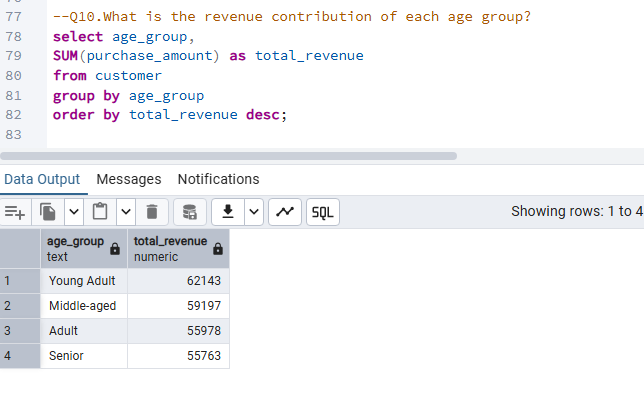 77 --Q10.What is the revenue contribution of each age group?
78 select age_group,
79 SUM(purchase_amount) as total_revenue
80 from customer
81 group by age_group
82 order by total_revenue desc;
83
Data Output Messages Notifications
SQL Showing rows: 1 to 4
age_group total_revenue
text numeric
1 Young Adult 62143
2 Middle-aged 59197
3 Adult 55978
4 Senior 55763